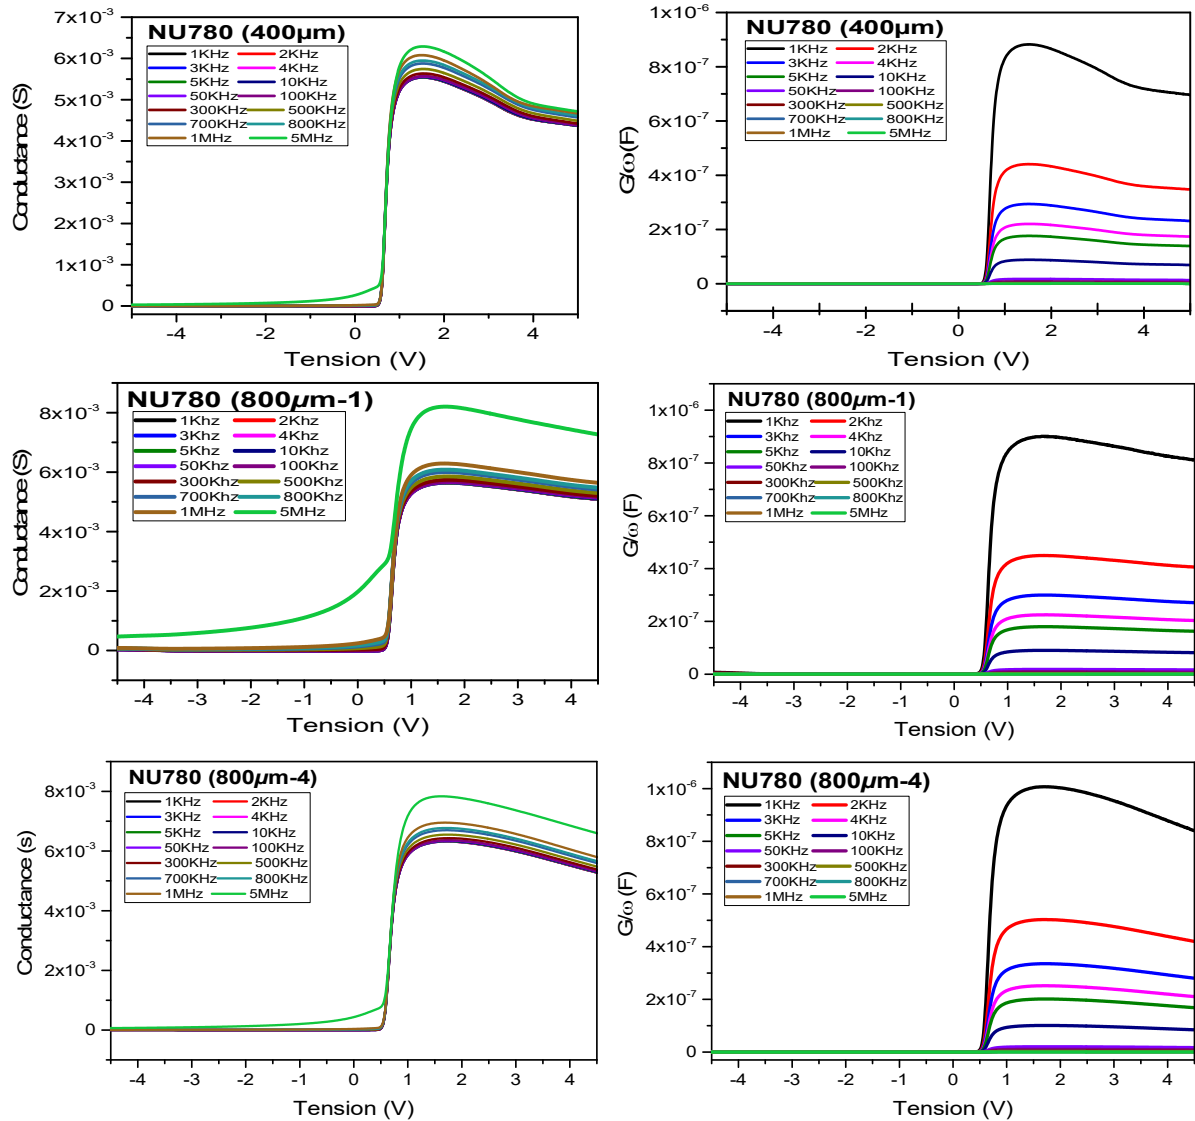 NU780 (400µm)
1KHz 2KHz
3KHz 4KHz
5KHz 10KHz
50KHz 100KHz
300KHz 500KHz
700KHz 800KHz
1MHz 5MHz
Conductance (S)
7x10⁻³
6x10⁻³
5x10⁻³
4x10⁻³
3x10⁻³
2x10⁻³
1x10⁻³
0
-4 -2 0 2 4
Tension (V)
NU780 (400µm)
1KHz 2KHz
3KHz 4KHz
5KHz 10KHz
50KHz 100KHz
300KHz 500KHz
700KHz 800KHz
1MHz 5MHz
G/ω(F)
1x10⁻⁶
8x10⁻⁷
6x10⁻⁷
4x10⁻⁷
2x10⁻⁷
0
-4 -2 0 2 4
Tension (V)
NU780 (800µm-1)
1Khz 2Khz
3Khz 4Khz
5Khz 10Khz
50Khz 100Khz
300Khz 500Khz
700Khz 800Khz
1MHz 5MHz
Conductance (S)
8x10⁻³
6x10⁻³
4x10⁻³
2x10⁻³
0
-4 -3 -2 -1 0 1 2 3 4
Tension (V)
NU780 (800µm-1)
1Khz 2Khz
3Khz 4Khz
5Khz 10Khz
50Khz 100Khz
300Khz 500Khz
700Khz 800Khz
1MHz 5MHz
G/ω (F)
1x10⁻⁶
8x10⁻⁷
6x10⁻⁷
4x10⁻⁷
2x10⁻⁷
0
-4 -3 -2 -1 0 1 2 3 4
Tension (V)
NU780 (800µm-4)
1KHz 2KHz
3KHz 4KHz
5KHz 10KHz
50KHz 100KHz
300KHz 500KHz
700KHz 800KHz
1MHz 5MHz
Conductance (s)
8x10⁻³
6x10⁻³
4x10⁻³
2x10⁻³
0
-4 -3 -2 -1 0 1 2 3 4
Tension (V)
NU780 (800µm-4)
1KHz 2KHz
3KHz 4KHz
5KHz 10KHz
50KHz 100KHz
300KHz 500KHz
700KHz 800KHz
1MHz 5MHz
G/ω (F)
1x10⁻⁶
8x10⁻⁷
6x10⁻⁷
4x10⁻⁷
2x10⁻⁷
0
-4 -3 -2 -1 0 1 2 3 4
Tension (V)